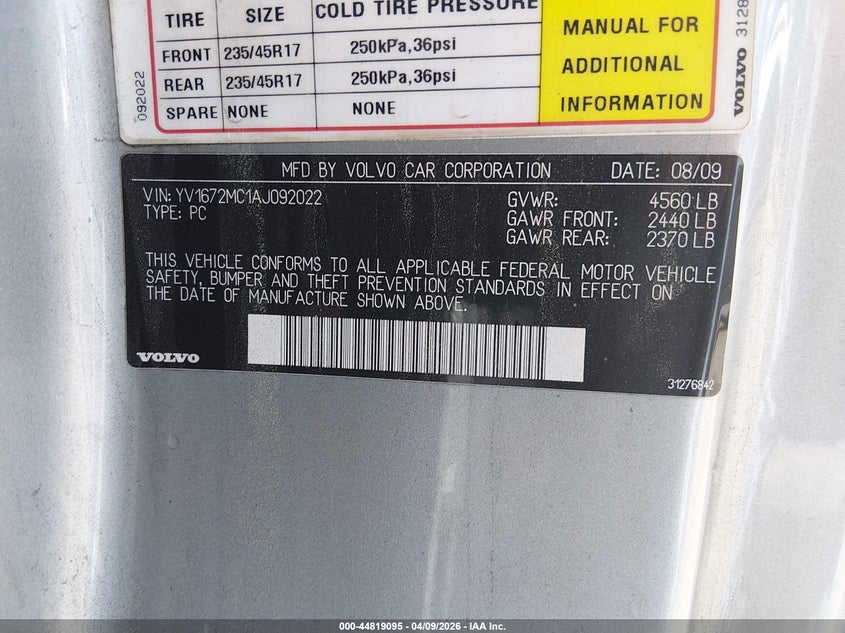 COLD TIRE PRESSURE
TIRE SIZE
FRONT 235/45R17 250kPa,36psi
REAR 235/45R17 250kPa,36psi
SPARE NONE NONE
MANUAL FOR
ADDITIONAL
INFORMATION
092022
VOLVO 3128
MFD BY VOLVO CAR CORPORATION DATE: 08/09
VIN: YV1672MC1AJ092022
TYPE: PC
GVWR: 4560 LB
GAWR FRONT: 2440 LB
GAWR REAR: 2370 LB
THIS VEHICLE CONFORMS TO ALL APPLICABLE FEDERAL MOTOR VEHICLE
SAFETY, BUMPER AND THEFT PREVENTION STANDARDS IN EFFECT ON
THE DATE OF MANUFACTURE SHOWN ABOVE.
VOLVO
31276842
000-44819095 | 04/09/2026 | IAA Inc.